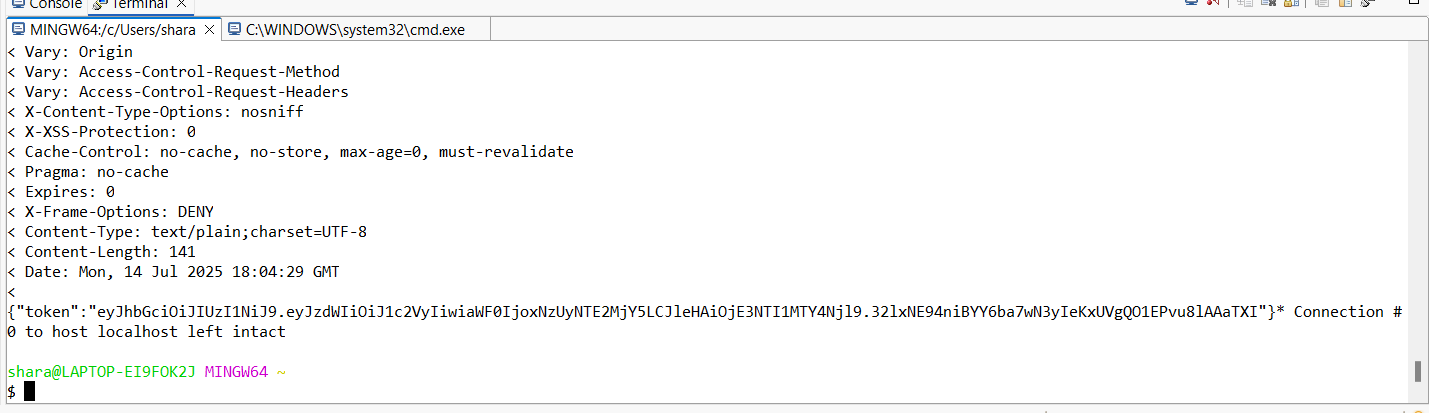 Console Terminal ×
MINGW64:/c/Users/shara × C:\WINDOWS\system32\cmd.exe
< Vary: Origin
< Vary: Access-Control-Request-Method
< Vary: Access-Control-Request-Headers
< X-Content-Type-Options: nosniff
< X-XSS-Protection: 0
< Cache-Control: no-cache, no-store, max-age=0, must-revalidate
< Pragma: no-cache
< Expires: 0
< X-Frame-Options: DENY
< Content-Type: text/plain;charset=UTF-8
< Content-Length: 141
< Date: Mon, 14 Jul 2025 18:04:29 GMT
<
{"token":"eyJhbGciOiJIUzI1NiJ9.eyJzdWIiOiJ1c2VyIiwiaWF0IjoxNzUyNTE2MjY5LCJleHAiOjE3NTI1MTY4Njl9.32lxNE94niBYY6ba7wN3yIeKxUVgQO1EPvu8lAAaTXI"}* Connection #
0 to host localhost left intact
shara@LAPTOP-EI9FOK2J MINGW64 ~
$